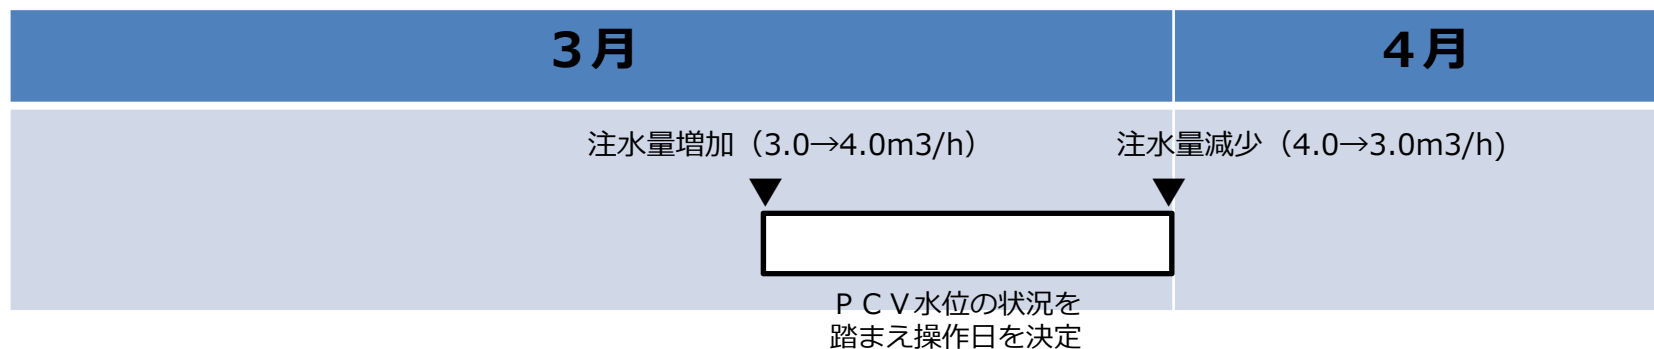 ３月
４月
注水量増加（3.0→4.0m3/h）
注水量減少（4.0→3.0m3/h)
ＰＣＶ水位の状況を
踏まえ操作日を決定